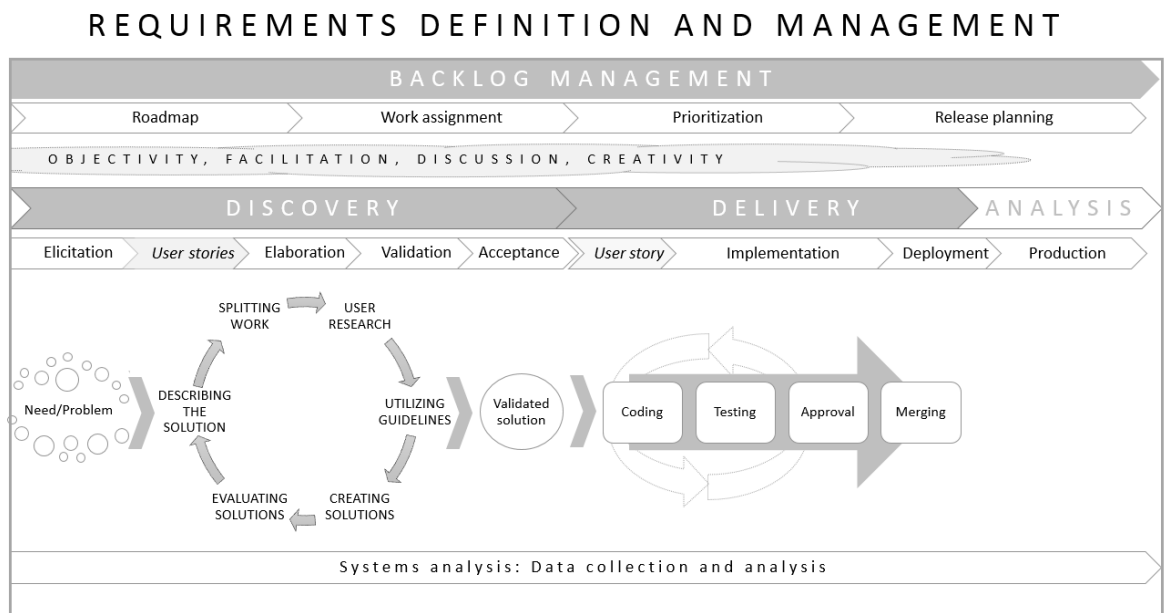 REQUIREMENTS DEFINITION AND MANAGEMENT
BACKLOG MANAGEMENT
Roadmap
Work assignment
Prioritization
Release planning
OBJECTIVITY, FACILITATION, DISCUSSION, CREATIVITY
DISCOVERY
DELIVERY
ANALYSIS
Elicitation
User stories
Elaboration
Validation
Acceptance
User story
Implementation
Deployment
Production
Need/Problem
SPLITTING
WORK
USER
RESEARCH
UTILIZING
GUIDELINES
CREATING
SOLUTIONS
EVALUATING
SOLUTIONS
DESCRIBING
THE
SOLUTION
Validated
solution
Coding
Testing
Approval
Merging
Systems analysis: Data collection and analysis